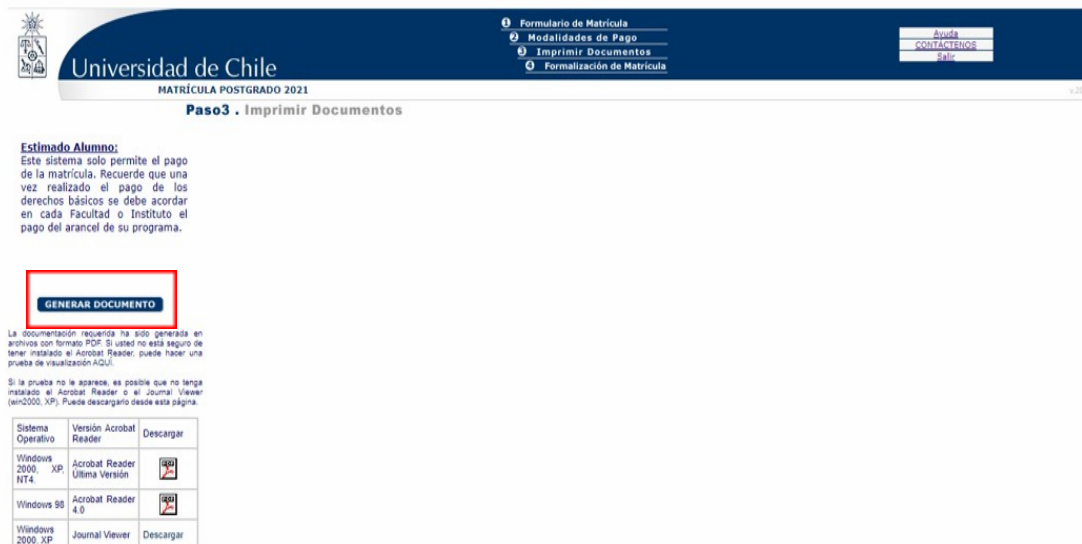 Universidad de Chile
1 Formulario de Matrícula
2 Modalidades de Pago
3 Imprimir Documentos
4 Formalización de Matrícula
Ayuda
CONTÁCTENOS
Salir
MATRÍCULA POSTGRADO 2021
Paso3 . Imprimir Documentos
Estimado Alumno:
Este sistema solo permite el pago
de la matrícula. Recuerde que una
vez realizado el pago de los
derechos básicos se debe acordar
en cada Facultad o Instituto el
pago del arancel de su programa.
GENERAR DOCUMENTO
La documentación requerida ha sido generada en
archivos con formato PDF. Si usted no está seguro de
tener instalado el Acrobat Reader, puede hacer una
prueba de visualización AQUÍ.
Si la prueba no le aparece, es posible que no tenga
instalado el Acrobat Reader o el Journal Viewer
(win2000, XP). Puede descargarlo desde esta página.
Sistema Operativo
Versión Acrobat Reader
Descargar
Windows 2000, XP, NT4.
Acrobat Reader Última Versión
Windows 98
Acrobat Reader 4.0
Wiindows 2000, XP
Journal Viewer
Descargar